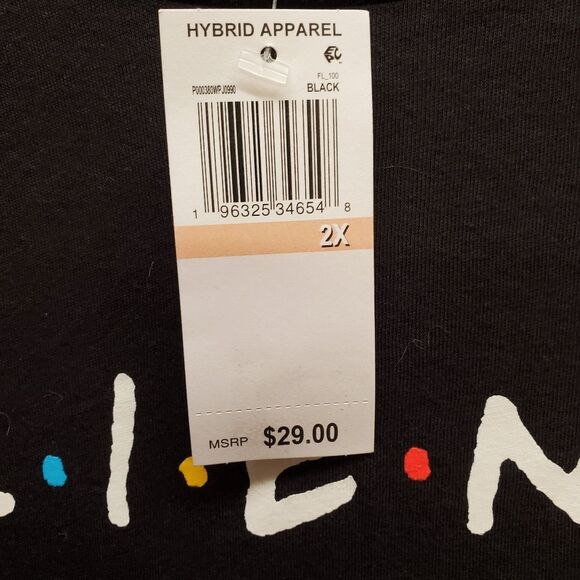 HYBRID APPAREL
FL_100
P000380WPJ0990 BLACK
1 96325 34654 8
2X
MSRP $29.00
I·E·N